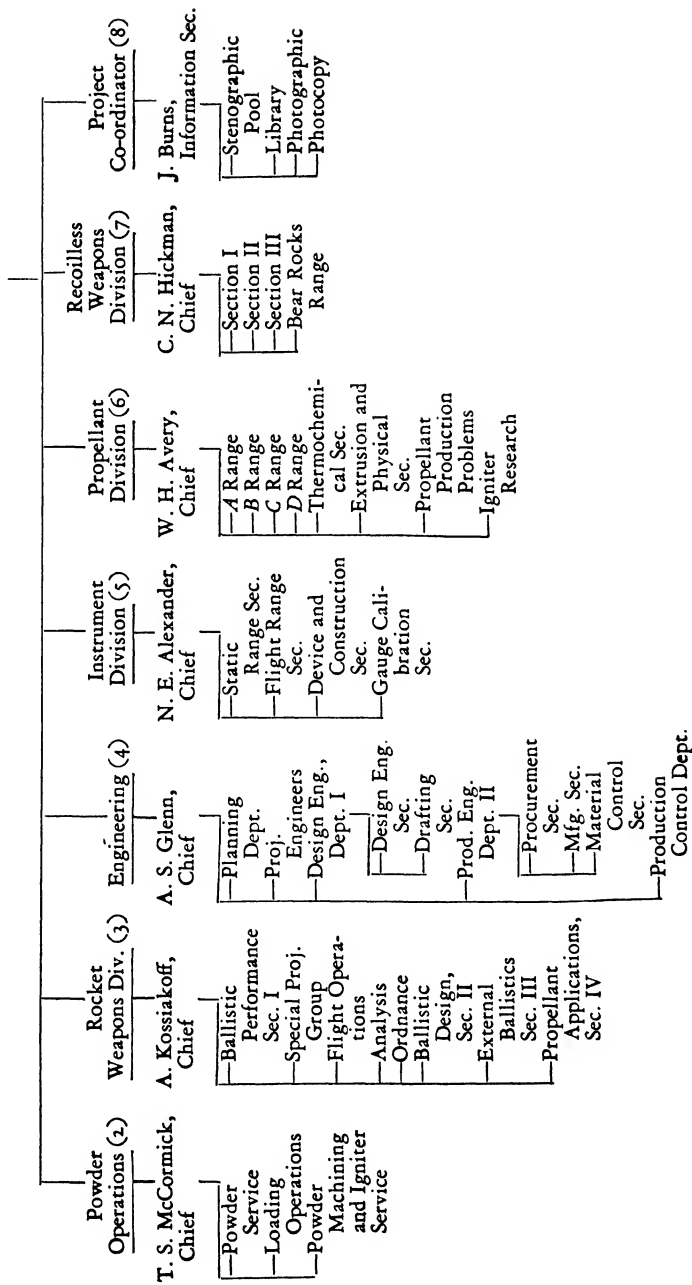 Powder
Operations (2)
T. S. McCormick,
Chief
Powder
Service
Loading
Operations
Powder
Machining
and Igniter
Service
Rocket
Weapons Div. (3)
A. Kossiakoff,
Chief
Ballistic
Performance
Sec. I
Special Proj.
Group
Flight Opera-
tions
Analysis
Ordnance
Ballistic
Design,
Sec. II
External
Ballistics
Sec. III
Propellant
Applications,
Sec. IV
Engineering (4)
A. S. Glenn,
Chief
Planning
Dept.
Proj.
Engineers
Design Eng.,
Dept. I
Design Eng.
Sec.
Drafting
Sec.
Prod. Eng.
Dept. II
Procurement
Sec.
Mfg. Sec.
Material
Control
Sec.
Production
Control Dept.
Instrument
Division (5)
N. E. Alexander,
Chief
Static
Range Sec.
Flight Range
Sec.
Device and
Construction
Sec.
Gauge Cali-
bration
Sec.
Propellant
Division (6)
W. H. Avery,
Chief
A Range
B Range
C Range
D Range
Thermochemi-
cal Sec.
Extrusion and
Physical
Sec.
Propellant
Production
Problems
Igniter
Research
Recoilless
Weapons
Division (7)
C. N. Hickman,
Chief
Section I
Section II
Section III
Bear Rocks
Range
Project
Co-ordinator (8)
J. Burns,
Information Sec.
Stenographic
Pool
Library
Photographic
Photocopy